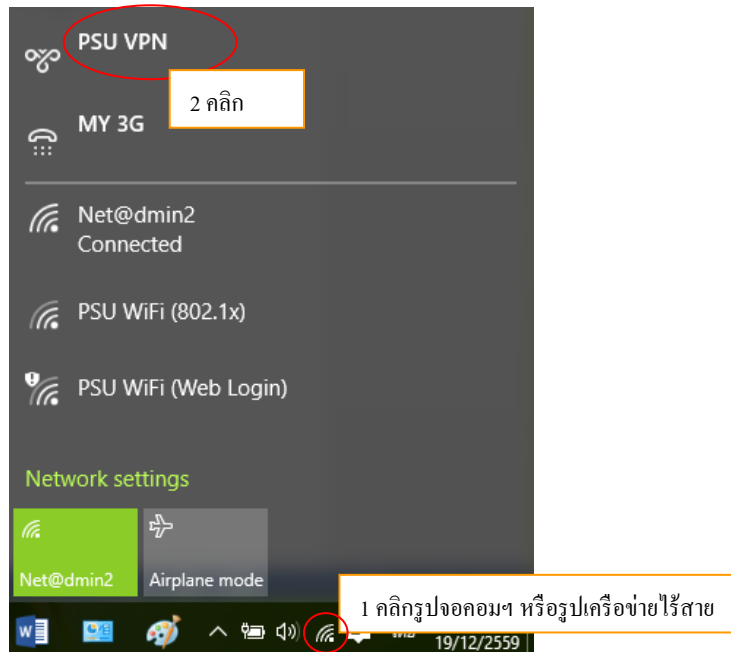 PSU VPN
2 คลิก
MY 3G
Net@dmin2
Connected
PSU WiFi (802.1x)
PSU WiFi (Web Login)
Network settings
Net@dmin2
Airplane mode
1 คลิกรูปจอคอมฯ หรือรูปเครือข่ายไร้สาย
19/12/2559